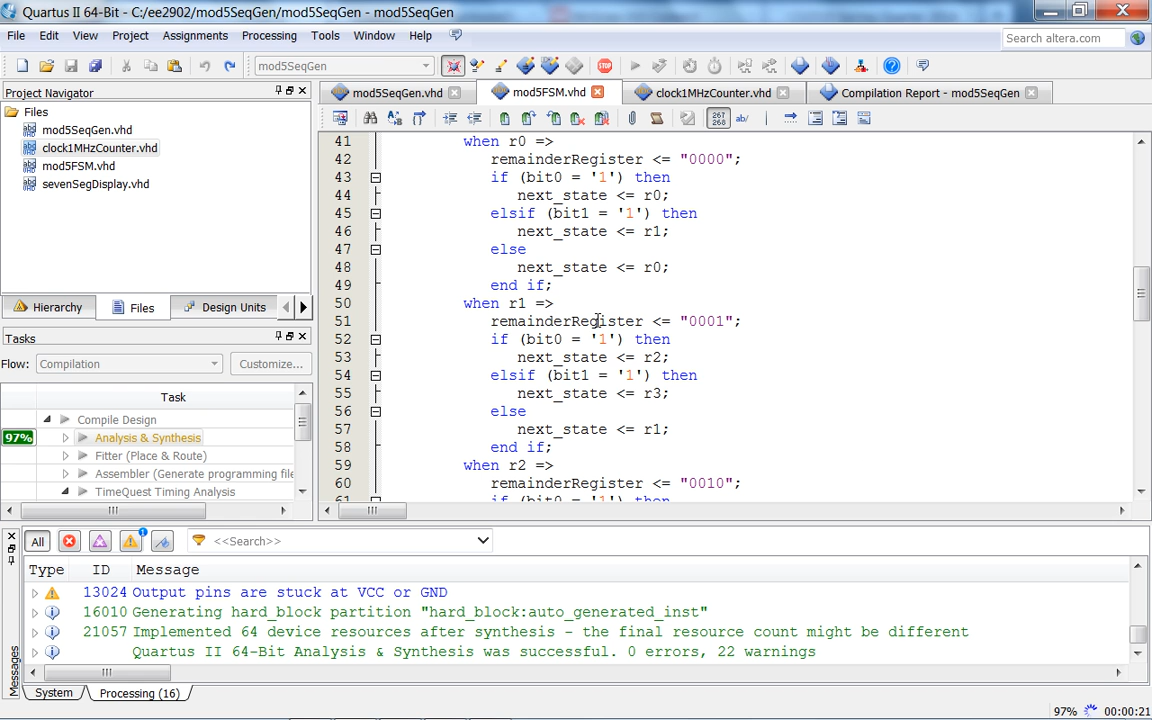 Quartus II 64-Bit - C:/ee2902/mod5SeqGen/mod5SeqGen - mod5SeqGen
File Edit View Project Assignments Processing Tools Window Help
Search altera.com
mod5SeqGen
Project Navigator
mod5SeqGen.vhd mod5FSM.vhd clock1MHzCounter.vhd Compilation Report - mod5SeqGen
Files
mod5SeqGen.vhd
clock1MHzCounter.vhd
mod5FSM.vhd
sevenSegDisplay.vhd
Hierarchy Files Design Units
Tasks
Flow: Compilation Customize...
Task
Compile Design
97% Analysis & Synthesis
Fitter (Place & Route)
Assembler (Generate programming file
TimeQuest Timing Analysis
267
268 ab/
41 when r0 =>
42 remainderRegister <= "0000";
43 if (bit0 = '1') then
44 next_state <= r0;
45 elsif (bit1 = '1') then
46 next_state <= r1;
47 else
48 next_state <= r0;
49 end if;
50 when r1 =>
51 remainderRegister <= "0001";
52 if (bit0 = '1') then
53 next_state <= r2;
54 elsif (bit1 = '1') then
55 next_state <= r3;
56 else
57 next_state <= r1;
58 end if;
59 when r2 =>
60 remainderRegister <= "0010";
61 if (bit0 = '1') then
All <<Search>>
Type ID Message
13024 Output pins are stuck at VCC or GND
16010 Generating hard_block partition "hard_block:auto_generated_inst"
21057 Implemented 64 device resources after synthesis - the final resource count might be different
Quartus II 64-Bit Analysis & Synthesis was successful. 0 errors, 22 warnings
Messages
System Processing (16)
97% 00:00:21